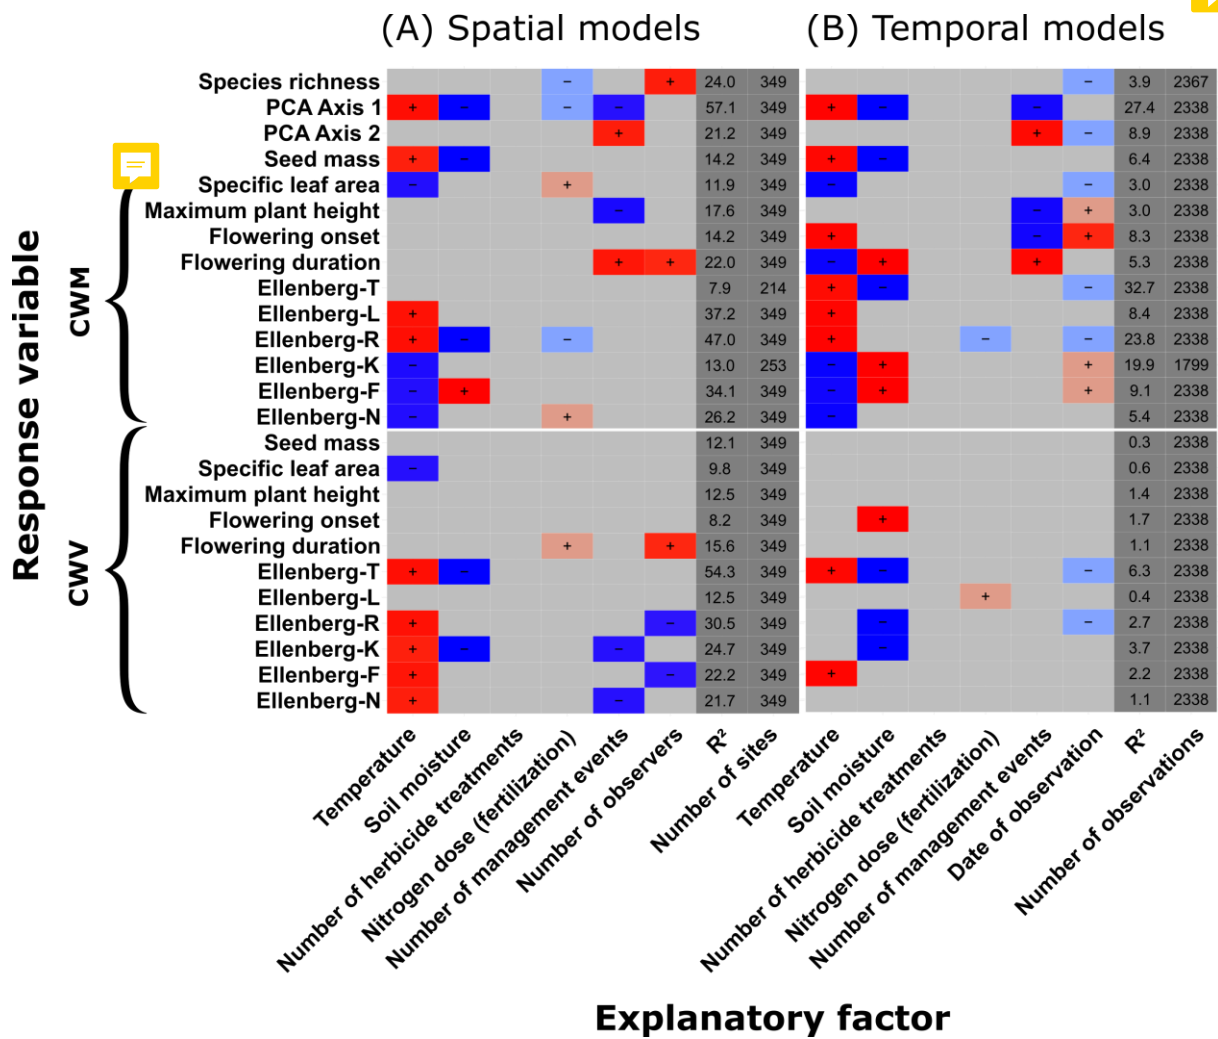 (A) Spatial models (B) Temporal models
Species richness − + 24.0 349 − 3.9 2367
PCA Axis 1 + − − − 57.1 349 + − − 27.4 2338
PCA Axis 2 + 21.2 349 + − 8.9 2338
Seed mass + − 14.2 349 + − 6.4 2338
Specific leaf area − + 11.9 349 − − 3.0 2338
Maximum plant height − 17.6 349 − + 3.0 2338
Flowering onset 14.2 349 + − + 8.3 2338
Flowering duration + + 22.0 349 − + + 5.3 2338
Ellenberg-T 7.9 214 + − − 32.7 2338
Ellenberg-L + 37.2 349 + 8.4 2338
Ellenberg-R + − − 47.0 349 + − − 23.8 2338
Ellenberg-K − 13.0 253 − + + 19.9 1799
Ellenberg-F − + 34.1 349 − + + 9.1 2338
Ellenberg-N − + 26.2 349 − 5.4 2338
Seed mass 12.1 349 0.3 2338
Specific leaf area − 9.8 349 0.6 2338
Maximum plant height 12.5 349 1.4 2338
Flowering onset 8.2 349 + 1.7 2338
Flowering duration + + 15.6 349 1.1 2338
Ellenberg-T + − 54.3 349 + − − 6.3 2338
Ellenberg-L 12.5 349 + 0.4 2338
Ellenberg-R + − 30.5 349 − − 2.7 2338
Ellenberg-K + − − 24.7 349 − 3.7 2338
Ellenberg-F + − 22.2 349 + 2.2 2338
Ellenberg-N + − 21.7 349 1.1 2338
Response variable
CWM
CWV
Temperature
Soil moisture
Number of herbicide treatments
Nitrogen dose (fertilization)
Number of management events
Number of observers
R²
Number of sites
Temperature
Soil moisture
Number of herbicide treatments
Nitrogen dose (fertilization)
Number of management events
Date of observation
R²
Number of observations
Explanatory factor